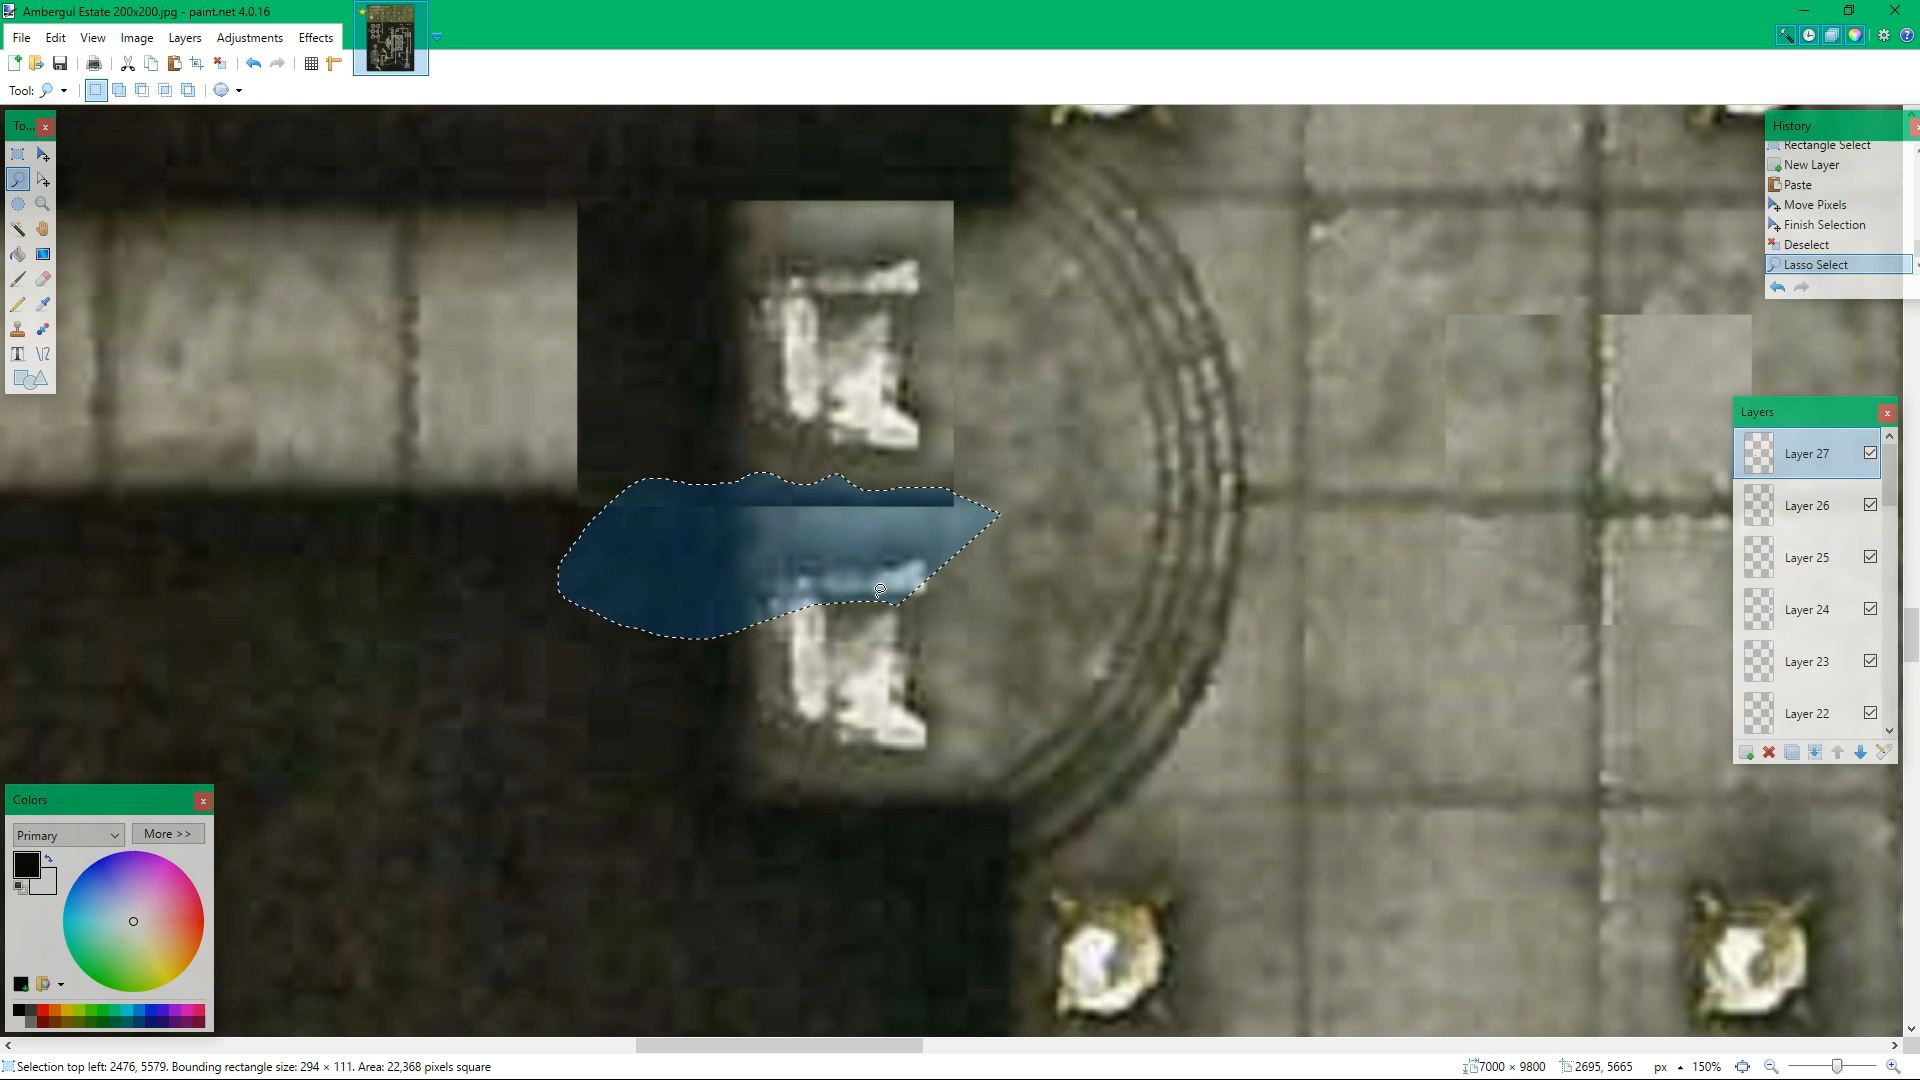 Ambergul Estate 200x200.jpg - paint.net 4.0.16
File Edit View Image Layers Adjustments Effects
Tool:
To...
History
Rectangle Select
New Layer
Paste
Move Pixels
Finish Selection
Deselect
Lasso Select
Layers
Layer 27
Layer 26
Layer 25
Layer 24
Layer 23
Layer 22
Colors
Primary
More >>
Selection top left: 2476, 5579. Bounding rectangle size: 294 × 111. Area: 22,368 pixels square
7000 × 9800 2695, 5665 px 150%